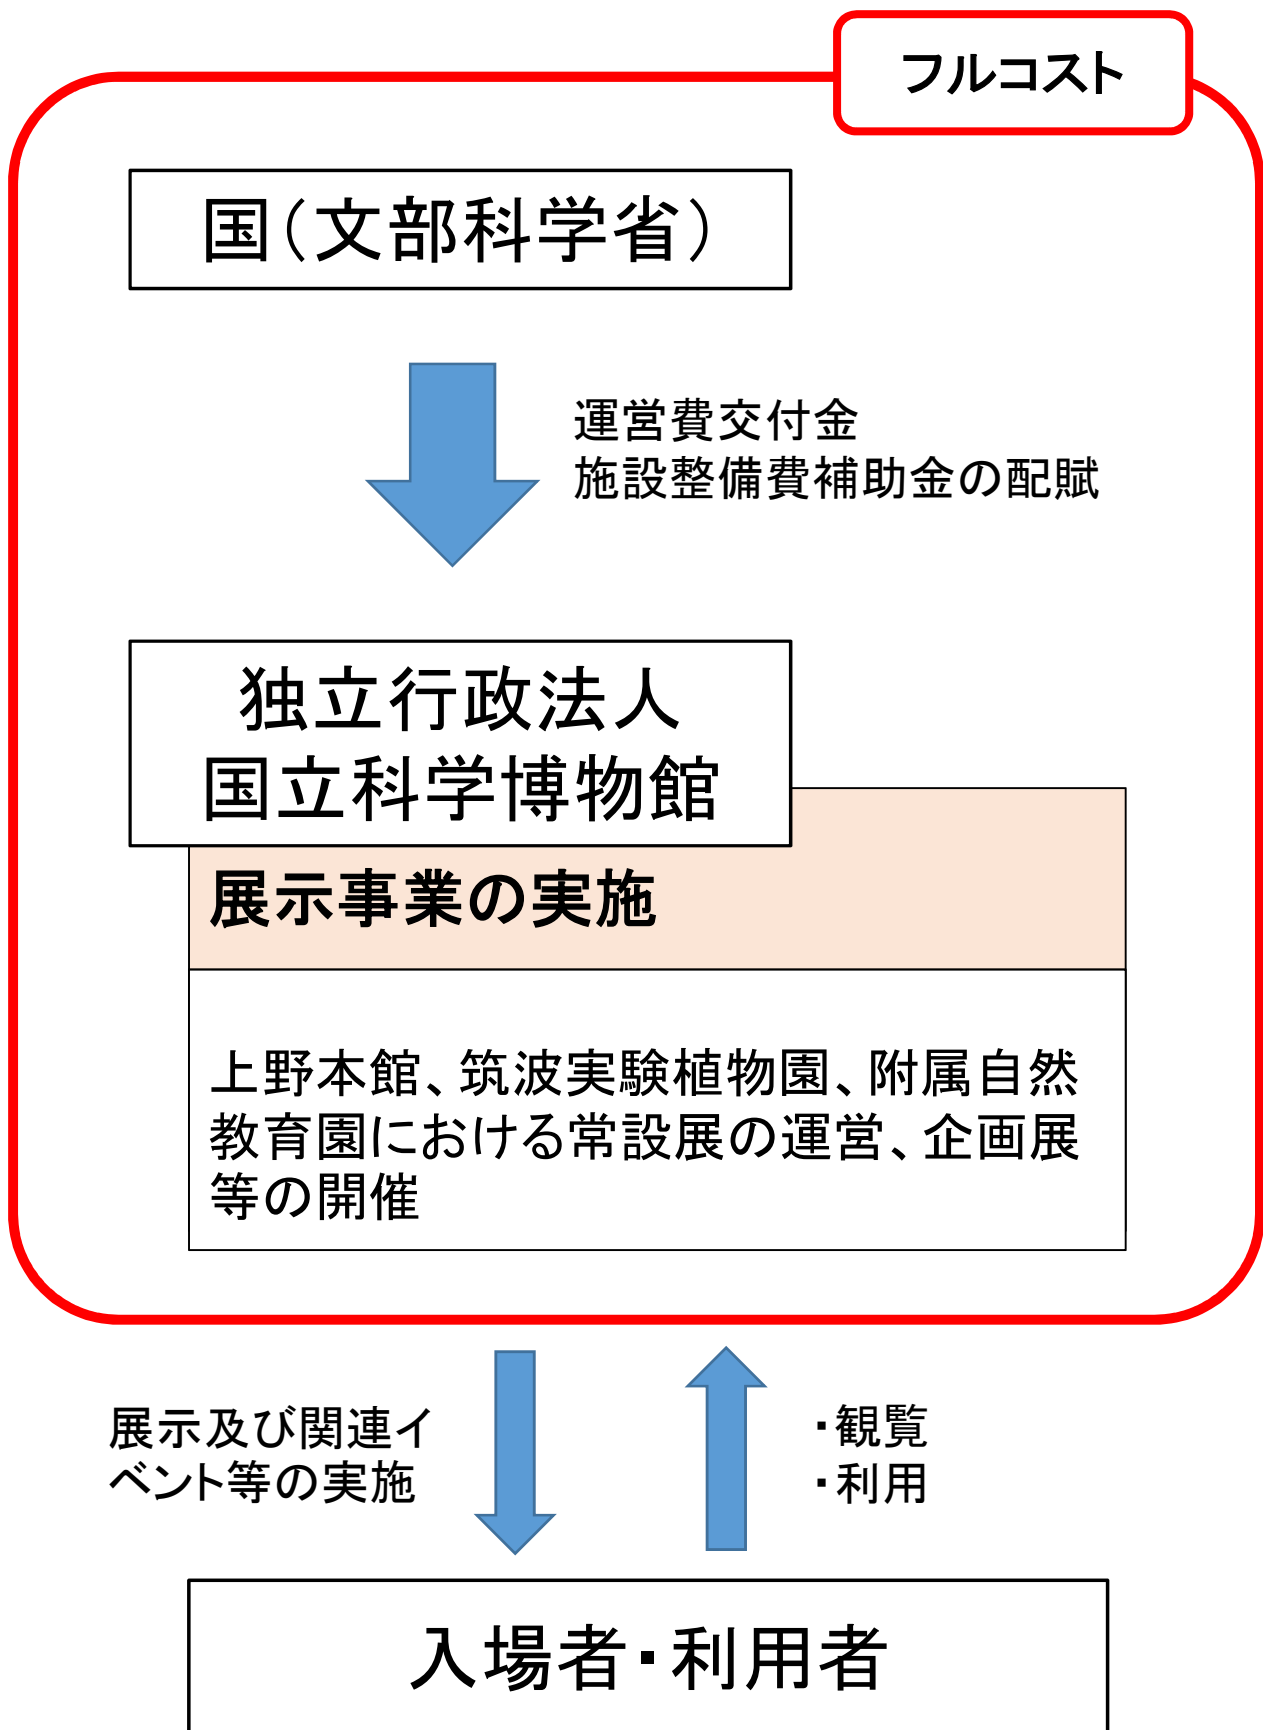 フルコスト
国（文部科学省）
運営費交付金
施設整備費補助金の配賦
独立行政法人
国立科学博物館
展示事業の実施
上野本館、筑波実験植物園、附属自然
教育園における常設展の運営、企画展
等の開催
展示及び関連イ
ベント等の実施
・観覧
・利用
入場者・利用者